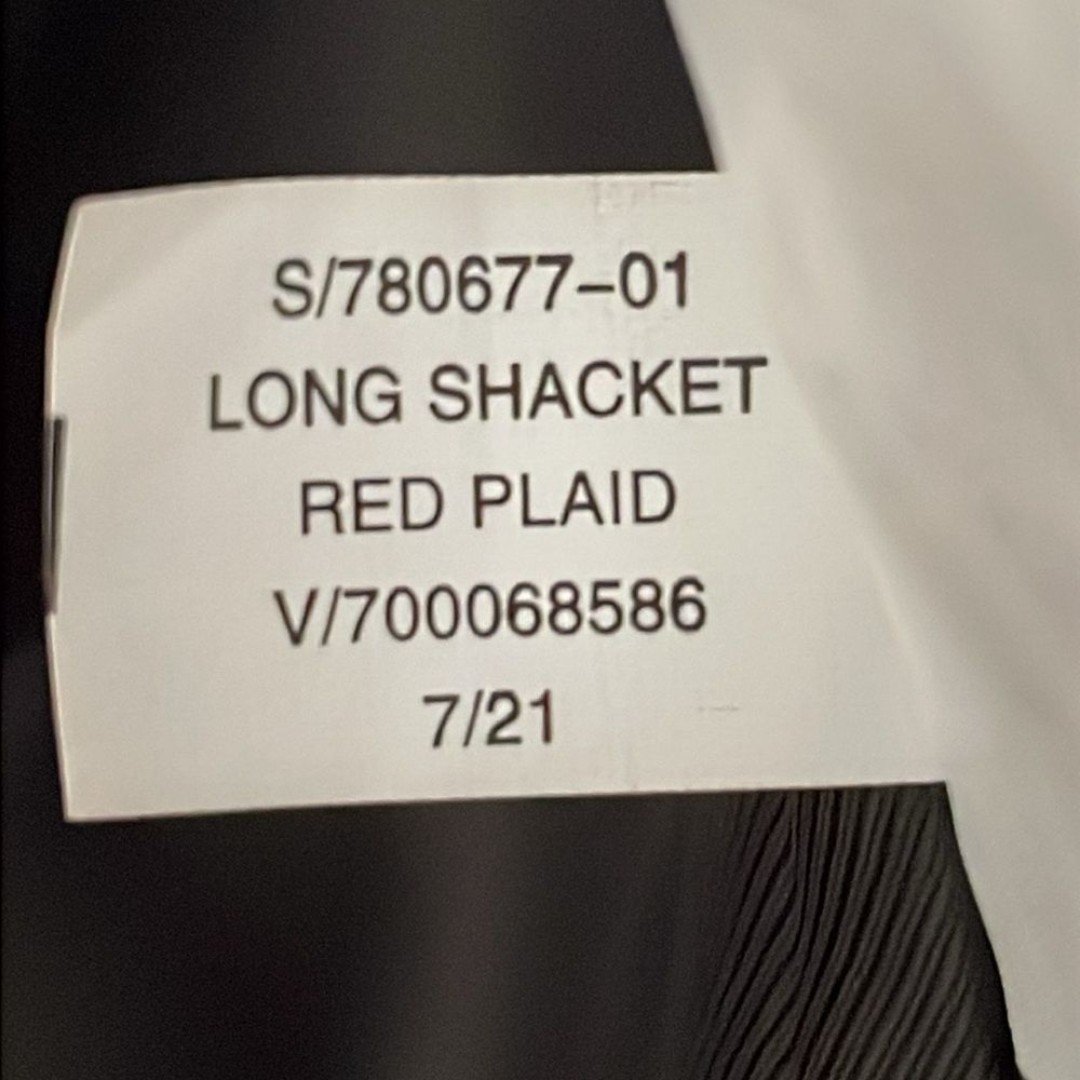 S/780677-01
LONG SHACKET
RED PLAID
V/700068586
7/21